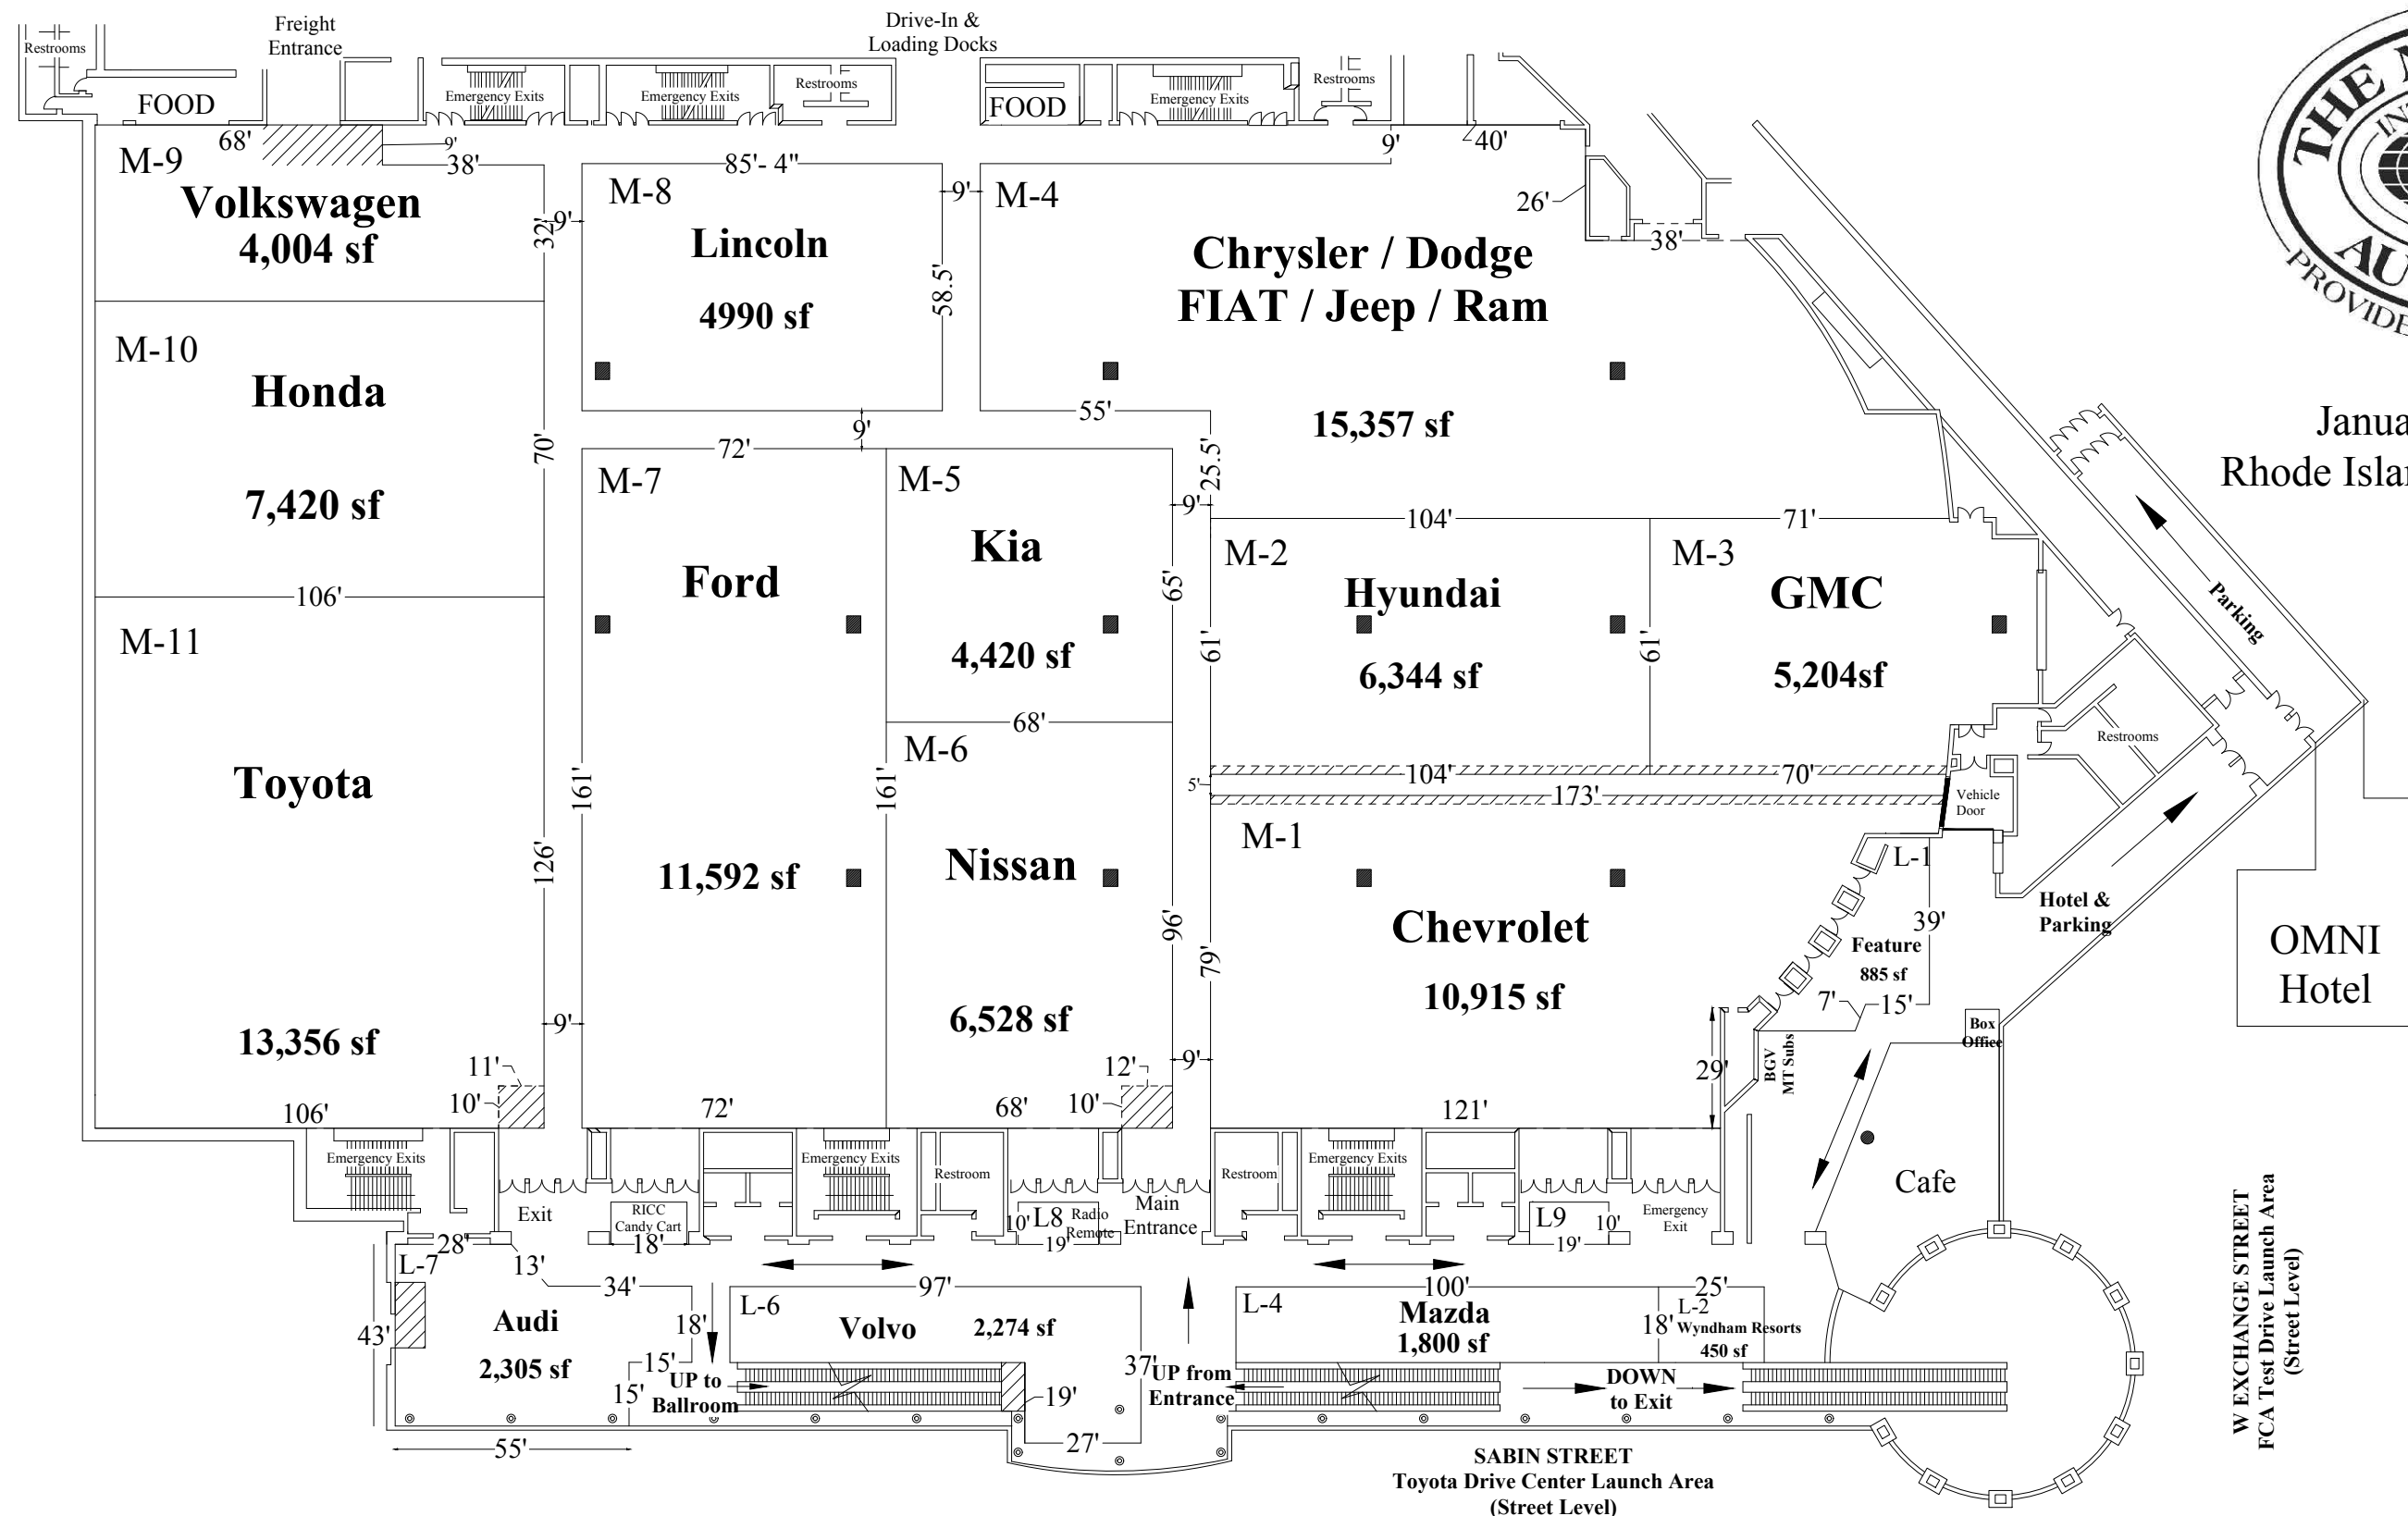 Freight
Entrance
Drive-In &
Loading Docks
Restrooms
FOOD
Emergency Exits
Emergency Exits
Restrooms
FOOD
Emergency Exits
Restrooms
THE
AU
PROVIDE
68'
9'
38'
85'- 4"
9'
9'
40'
26'
38'
M-9
Volkswagen
4,004 sf
32'
9'
M-8
Lincoln
4990 sf
58.5'
M-4
Chrysler / Dodge
FIAT / Jeep / Ram
15,357 sf
55'
25.5'
9'
Janua
Rhode Islan
M-10
Honda
7,420 sf
70'
106'
72'
M-7
Ford
11,592 sf
161'
161'
M-5
Kia
4,420 sf
65'
9'
68'
104'
71'
M-2
Hyundai
6,344 sf
61'
61'
M-3
GMC
5,204sf
Parking
Restrooms
M-11
Toyota
13,356 sf
126'
9'
11'
10'
106'
72'
M-6
Nissan
6,528 sf
96'
12'
10'
68'
9'
5'
104'
70'
173'
Vehicle
Door
M-1
Chevrolet
10,915 sf
79'
121'
29'
L-1
39'
Feature
885 sf
7'
15'
Hotel &
Parking
OMNI
Hotel
Box
Office
BGV
MT Subs
Cafe
Emergency Exits
Exit
RICC
Candy Cart
18'
Emergency Exits
Restroom
10'
L8
Radio
Remote
19'
Main
Entrance
Restroom
Emergency Exits
L9
10'
19'
Emergency
Exit
28'
L-7
13'
34'
43'
Audi
2,305 sf
18'
15'
15'
55'
UP to
Ballroom
97'
L-6
Volvo
2,274 sf
37'
19'
27'
UP from
Entrance
100'
L-4
Mazda
1,800 sf
25'
L-2
18'
Wyndham Resorts
450 sf
DOWN
to Exit
SABIN STREET
Toyota Drive Center Launch Area
(Street Level)
W EXCHANGE STREET
FCA Test Drive Launch Area
(Street Level)